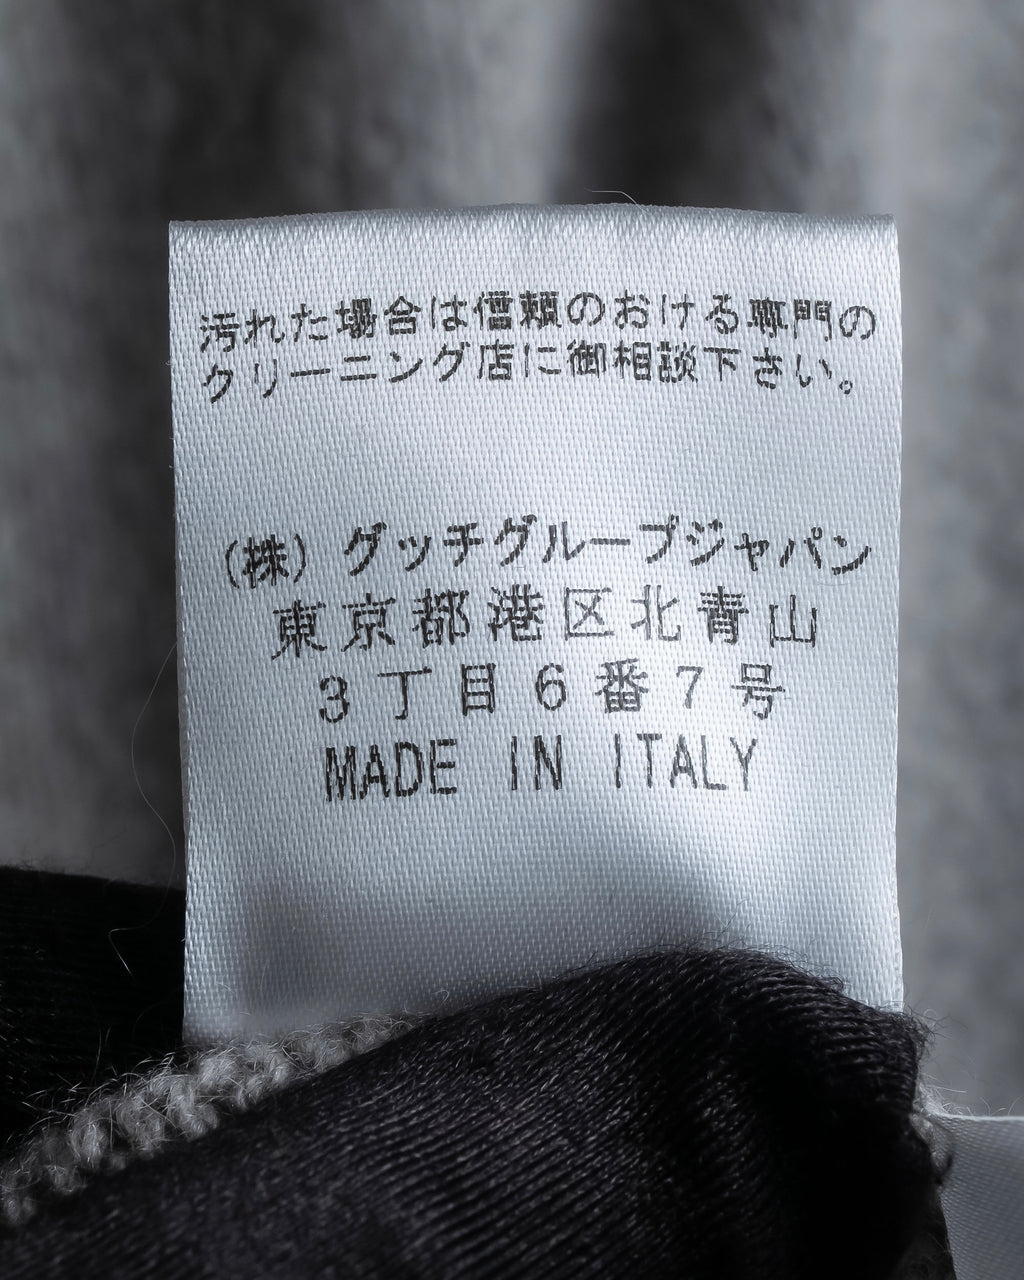 汚れた場合は信頼のおける専門の
クリーニング店に御相談下さい。
(株) グッチグループジャパン
東京都港区北青山
3丁目6番7号
MADE IN ITALY